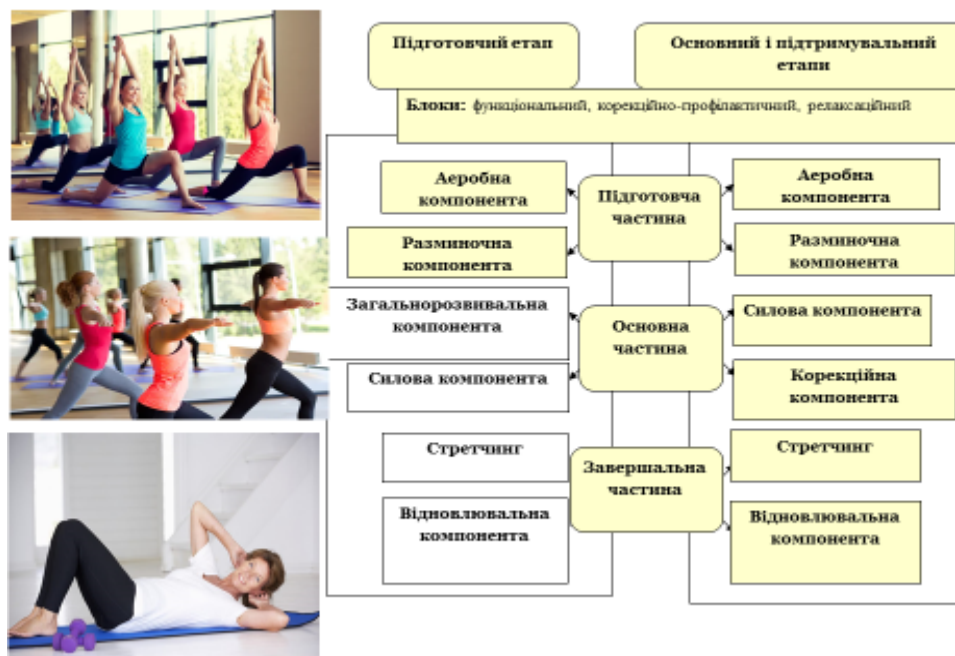 Підготовчий етап
Основний і підтримувальний
етапи
Блоки: функціональний, корекційно-профілактичний, релаксаційний
Аеробна
компонента
Підготовча
частина
Аеробна
компонента
Разминочна
компонента
Разминочна
компонента
Загальнорозвивальна
компонента
Основна
частина
Силова компонента
Силова компонента
Корекційна
компонента
Стретчинг
Завершальна
частина
Стретчинг
Відновлювальна
компонента
Відновлювальна
компонента